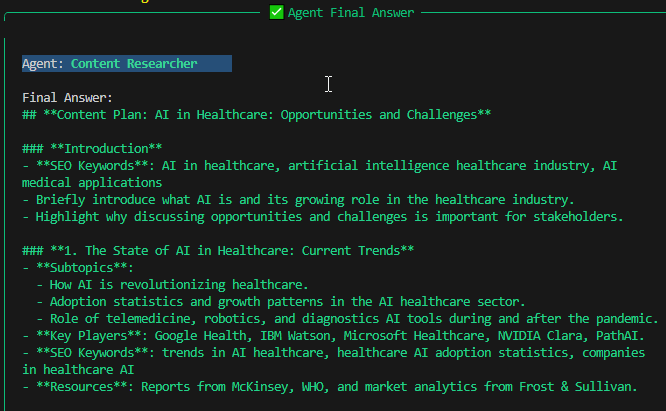 ✅ Agent Final Answer
Agent: Content Researcher
Final Answer:
## **Content Plan: AI in Healthcare: Opportunities and Challenges**
### **Introduction**
- **SEO Keywords**: AI in healthcare, artificial intelligence healthcare industry, AI
medical applications
- Briefly introduce what AI is and its growing role in the healthcare industry.
- Highlight why discussing opportunities and challenges is important for stakeholders.
### **1. The State of AI in Healthcare: Current Trends**
- **Subtopics**:
- How AI is revolutionizing healthcare.
- Adoption statistics and growth patterns in the AI healthcare sector.
- Role of telemedicine, robotics, and diagnostics AI tools during and after the pandemic.
- **Key Players**: Google Health, IBM Watson, Microsoft Healthcare, NVIDIA Clara, PathAI.
- **SEO Keywords**: trends in AI healthcare, healthcare AI adoption statistics, companies
in healthcare AI
- **Resources**: Reports from McKinsey, WHO, and market analytics from Frost & Sullivan.